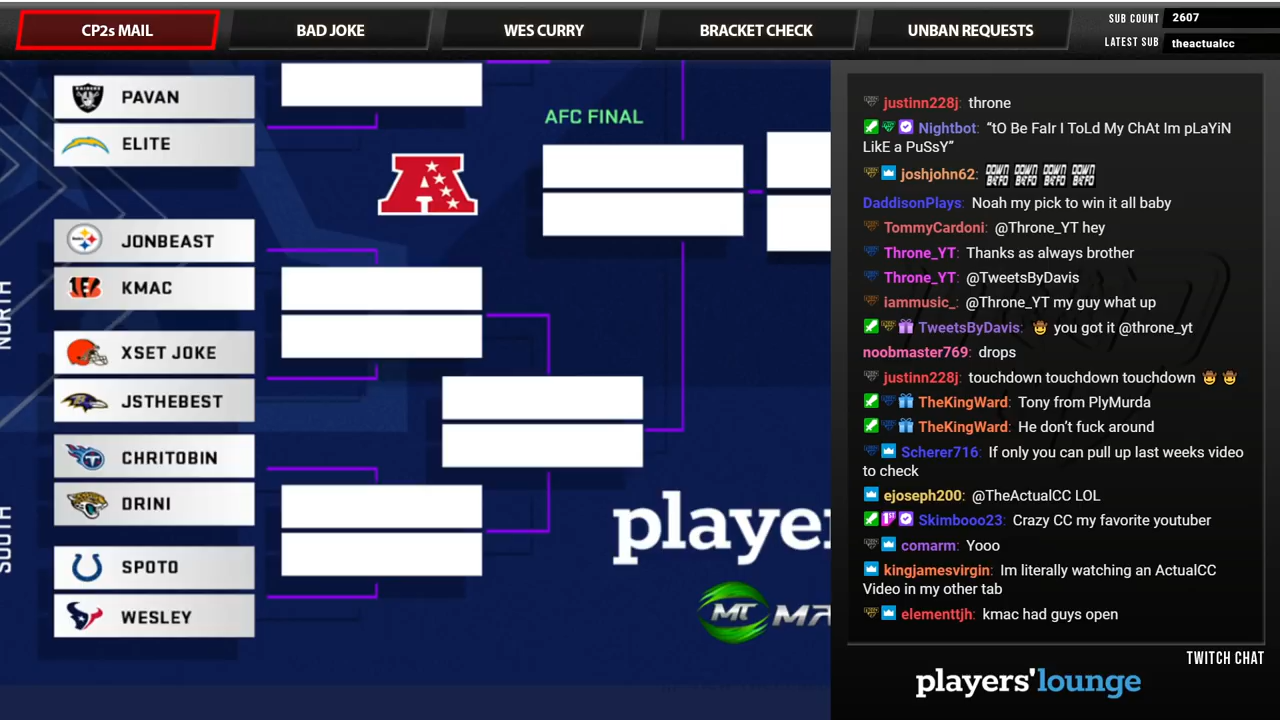 CP2s MAIL
BAD JOKE
WES CURRY
BRACKET CHECK
UNBAN REQUESTS
SUB COUNT 2607
LATEST SUB theactualcc
PAVAN
ELITE
AFC FINAL
JONBEAST
KMAC
NORTH
XSET JOKE
JSTHEBEST
CHRITOBIN
DRINI
SOUTH
SPOTO
WESLEY
playe
MT MA
justinn228j: throne
Nightbot: “tO Be FaIr I ToLd My ChAt Im pLaYiN
LikE a PuSsY”
joshjohn62:
DaddisonPlays: Noah my pick to win it all baby
TommyCardoni: @Throne_YT hey
Throne_YT: Thanks as always brother
Throne_YT: @TweetsByDavis
iammusic_: @Throne_YT my guy what up
TweetsByDavis: you got it @throne_yt
noobmaster769: drops
justinn228j: touchdown touchdown touchdown
TheKingWard: Tony from PlyMurda
TheKingWard: He don’t fuck around
Scherer716: If only you can pull up last weeks video
to check
ejoseph200: @TheActualCC LOL
Skimbooo23: Crazy CC my favorite youtuber
comarm: Yooo
kingjamesvirgin: Im literally watching an ActualCC
Video in my other tab
elementtjh: kmac had guys open
TWITCH CHAT
players'lounge